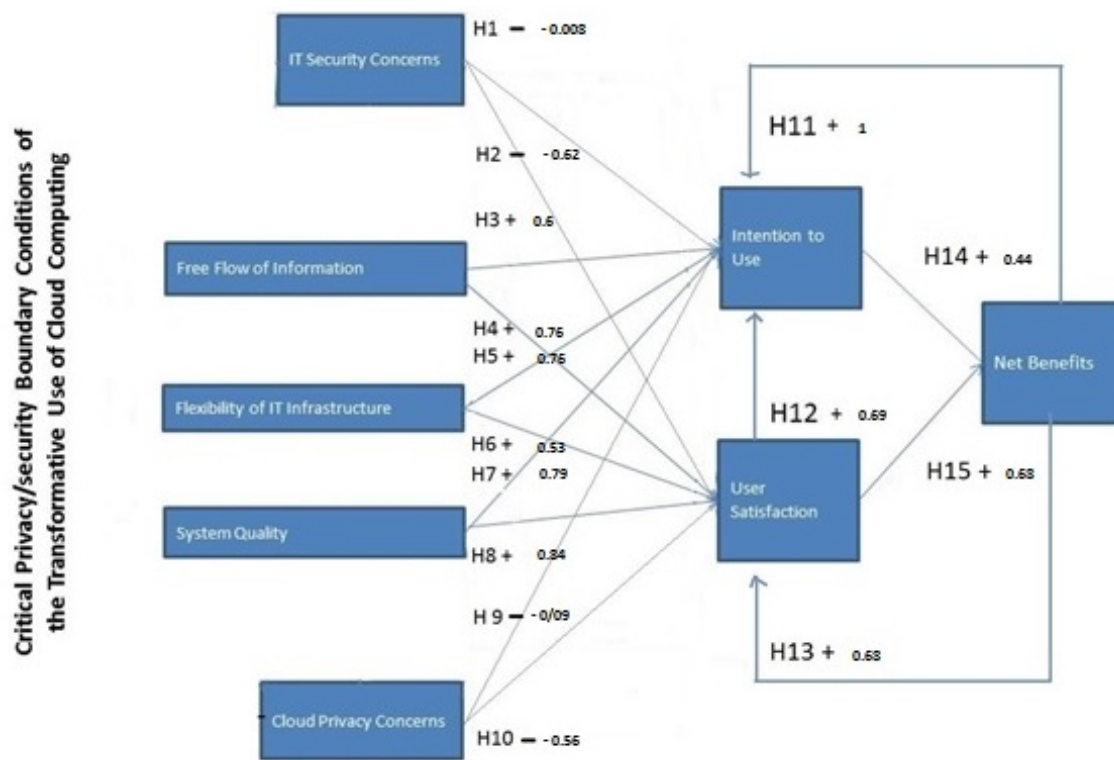 Critical Privacy/security Boundary Conditions of
the Transformative Use of Cloud Computing
IT Security Concerns
Free Flow of Information
Flexibility of IT Infrastructure
System Quality
Cloud Privacy Concerns
H1 − -0.008
H2 − -0.62
H3 + 0.6
H4 + 0.76
H5 + 0.76
H6 + 0.53
H7 + 0.79
H8 + 0.84
H 9 − -0/09
H10 − -0.56
Intention to
Use
User
Satisfaction
H11 + 1
H12 + 0.69
H13 + 0.68
H14 + 0.44
H15 + 0.68
Net Benefits